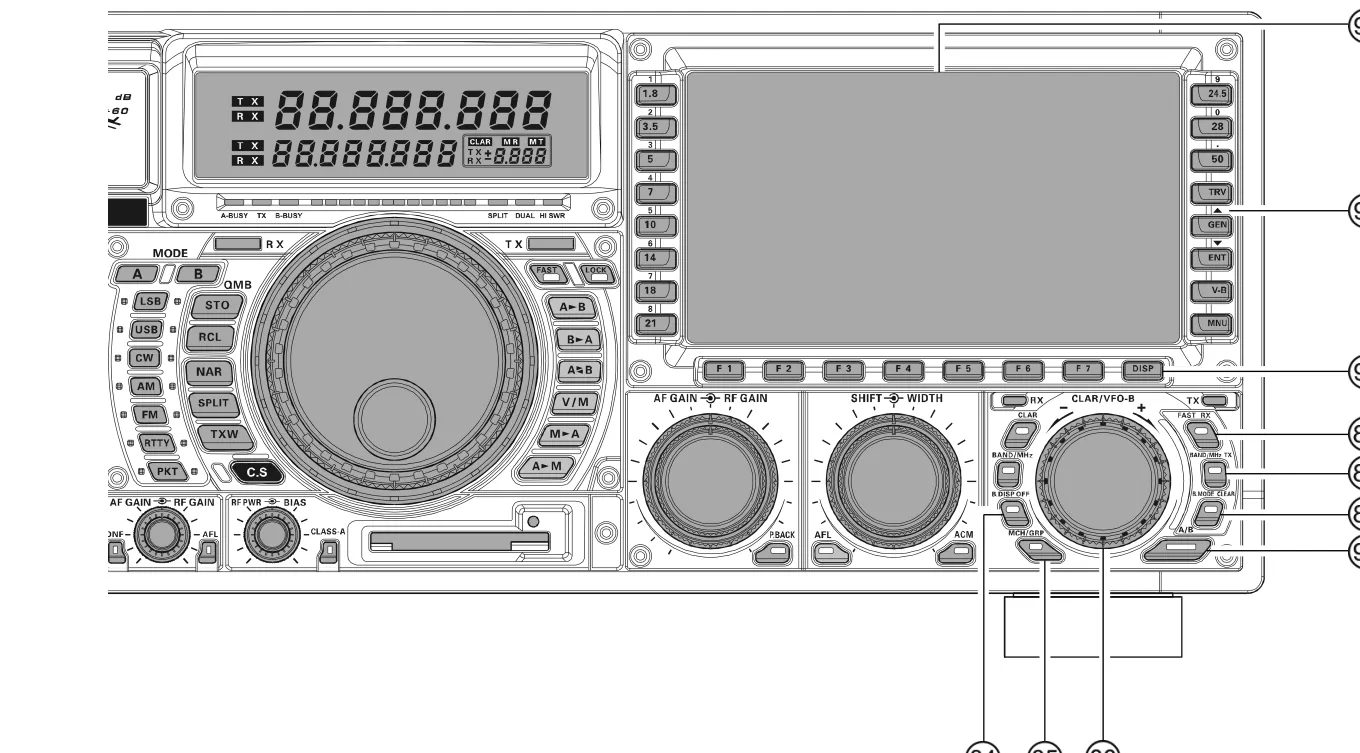 dB
+60
T X
R X
88.888.888
T X
R X
88.888.888
CLAR MR MT
TX
RX
±8.888
A-BUSY TX B-BUSY SPLIT DUAL HI SWR
RX
TX
MODE
A B
QMB
FAST LOCK
LSB
USB
CW
AM
FM
RTTY
PKT
STO
RCL
NAR
SPLIT
TXW
C.S
A►B
B►A
A⇆B
V/M
M►A
A►M
AF GAIN RF GAIN
AFL
RF PWR BIAS
CLASS-A
1
1.8
2
3.5
3
5
4
7
5
10
6
14
7
18
8
21
9
24.5
0
28
.
50
TRV
▲
GEN
▼
ENT
V-B
MNU
F 1 F 2 F 3 F 4 F 5 F 6 F 7 DISP
AF GAIN RF GAIN
P.BACK
SHIFT WIDTH
AFL
ACM
RX
CLAR/VFO-B
TX
− +
CLAR
FAST RX
BAND/MHz
BAND/MHz TX
B.DISP OFF
B.MODE CLEAR
MCH/GRP
A/B